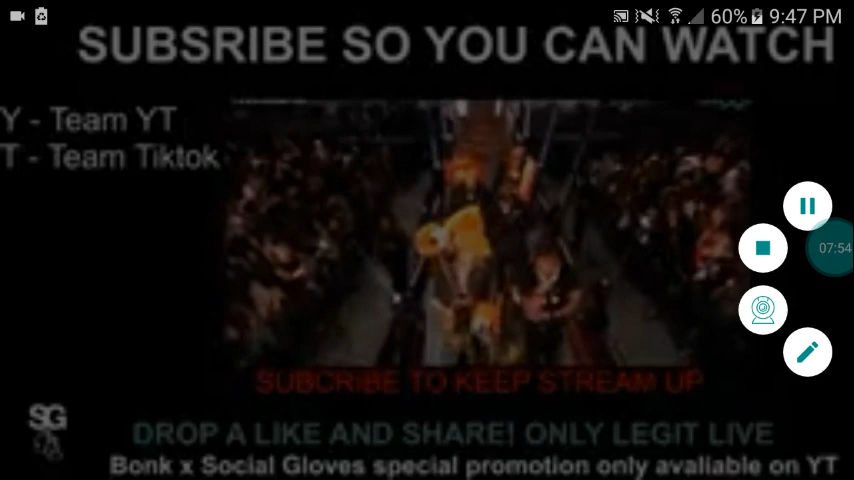 60% 9:47 PM
SUBSRIBE SO YOU CAN WATCH
Y - Team YT
T - Team Tiktok
07:54
SUBCRIBE TO KEEP STREAM UP
SG
DROP A LIKE AND SHARE! ONLY LEGIT LIVE
Bonk x Social Gloves special promotion only avaliable on YT